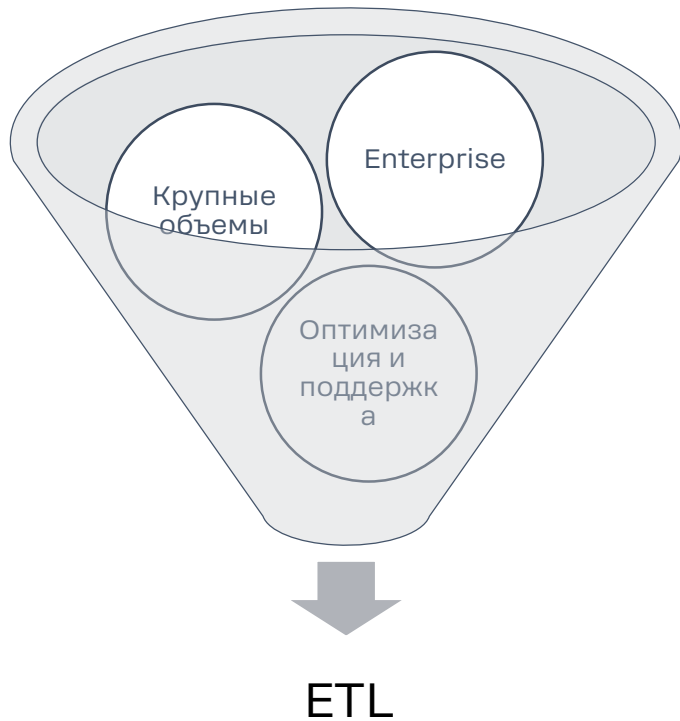 Enterprise
Крупные
объемы
Оптимиза
ция и
поддержк
а
ETL